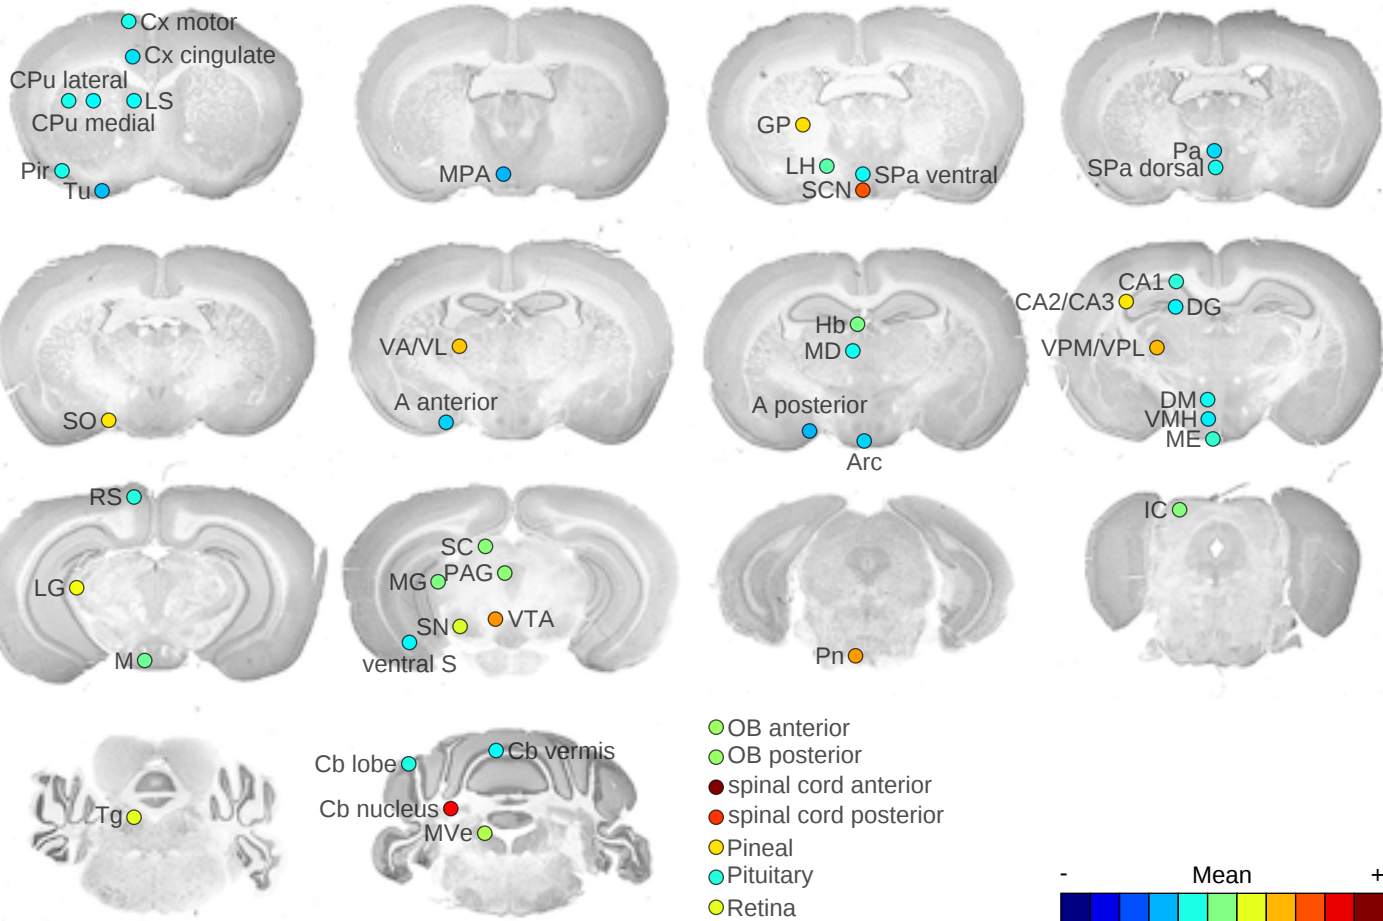 Cx motor
Cx cingulate
CPu lateral
LS
CPu medial
Pir
Tu
MPA
GP
LH
SPa ventral
SCN
Pa
SPa dorsal
SO
VA/VL
A anterior
Hb
MD
A posterior
Arc
CA1
CA2/CA3
DG
VPM/VPL
DM
VMH
ME
RS
LG
M
SC
PAG
MG
SN
VTA
ventral S
Pn
IC
Tg
Cb lobe
Cb vermis
Cb nucleus
MVe
OB anterior
OB posterior
spinal cord anterior
spinal cord posterior
Pineal
Pituitary
Retina
- Mean +